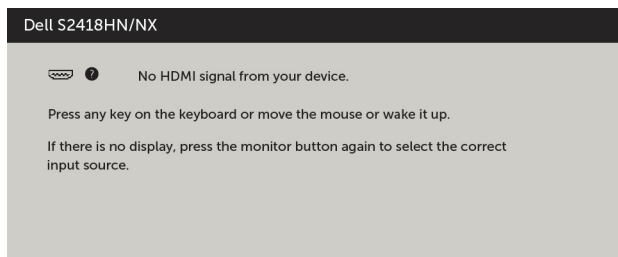 Dell S2418HN/NX
? No HDMI signal from your device.
Press any key on the keyboard or move the mouse or wake it up.
If there is no display, press the monitor button again to select the correct
input source.